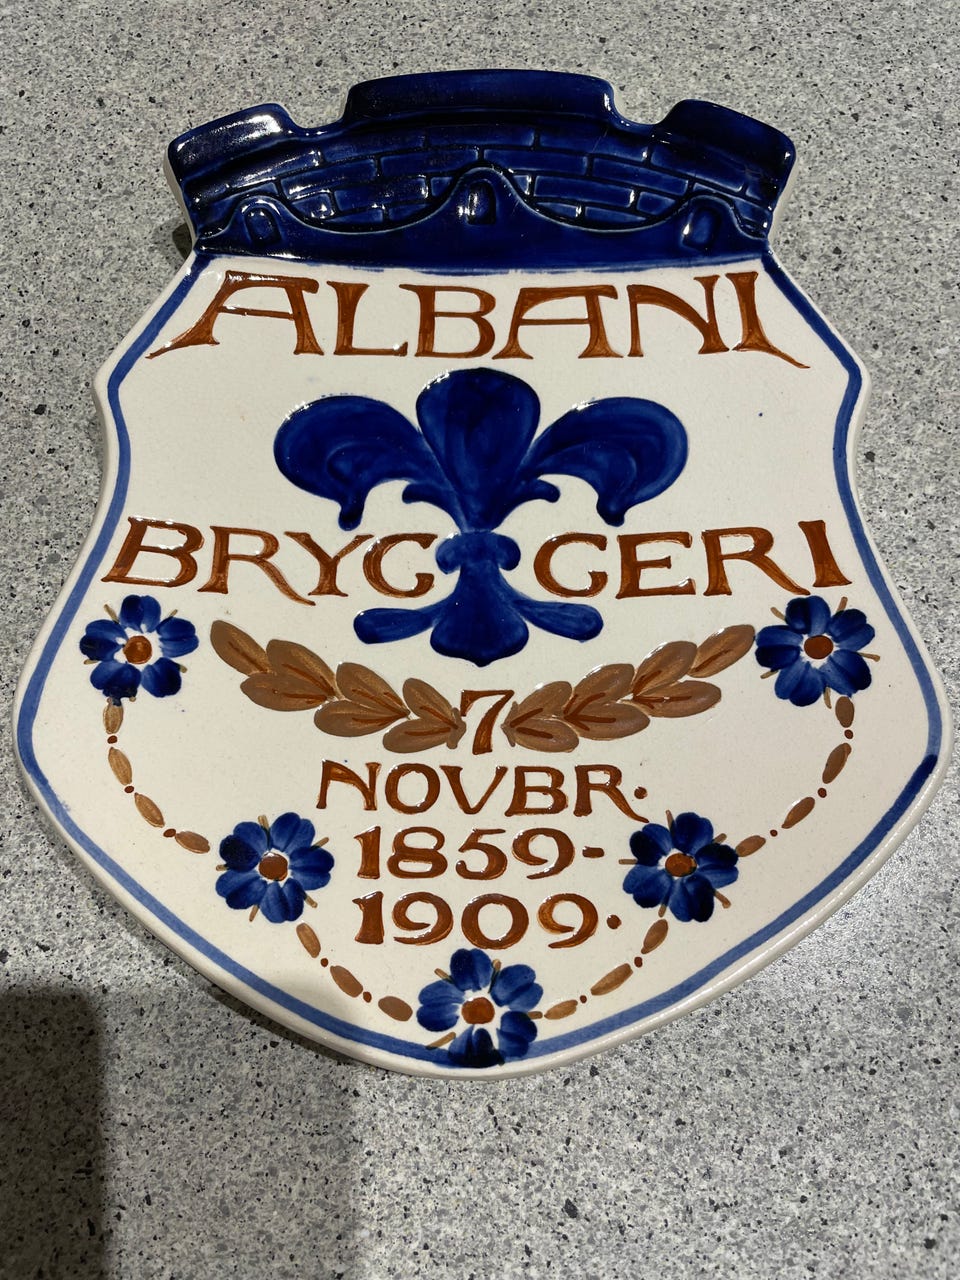 ALBANI
BRYGGERI
7
NOVBR.
1859-
1909.